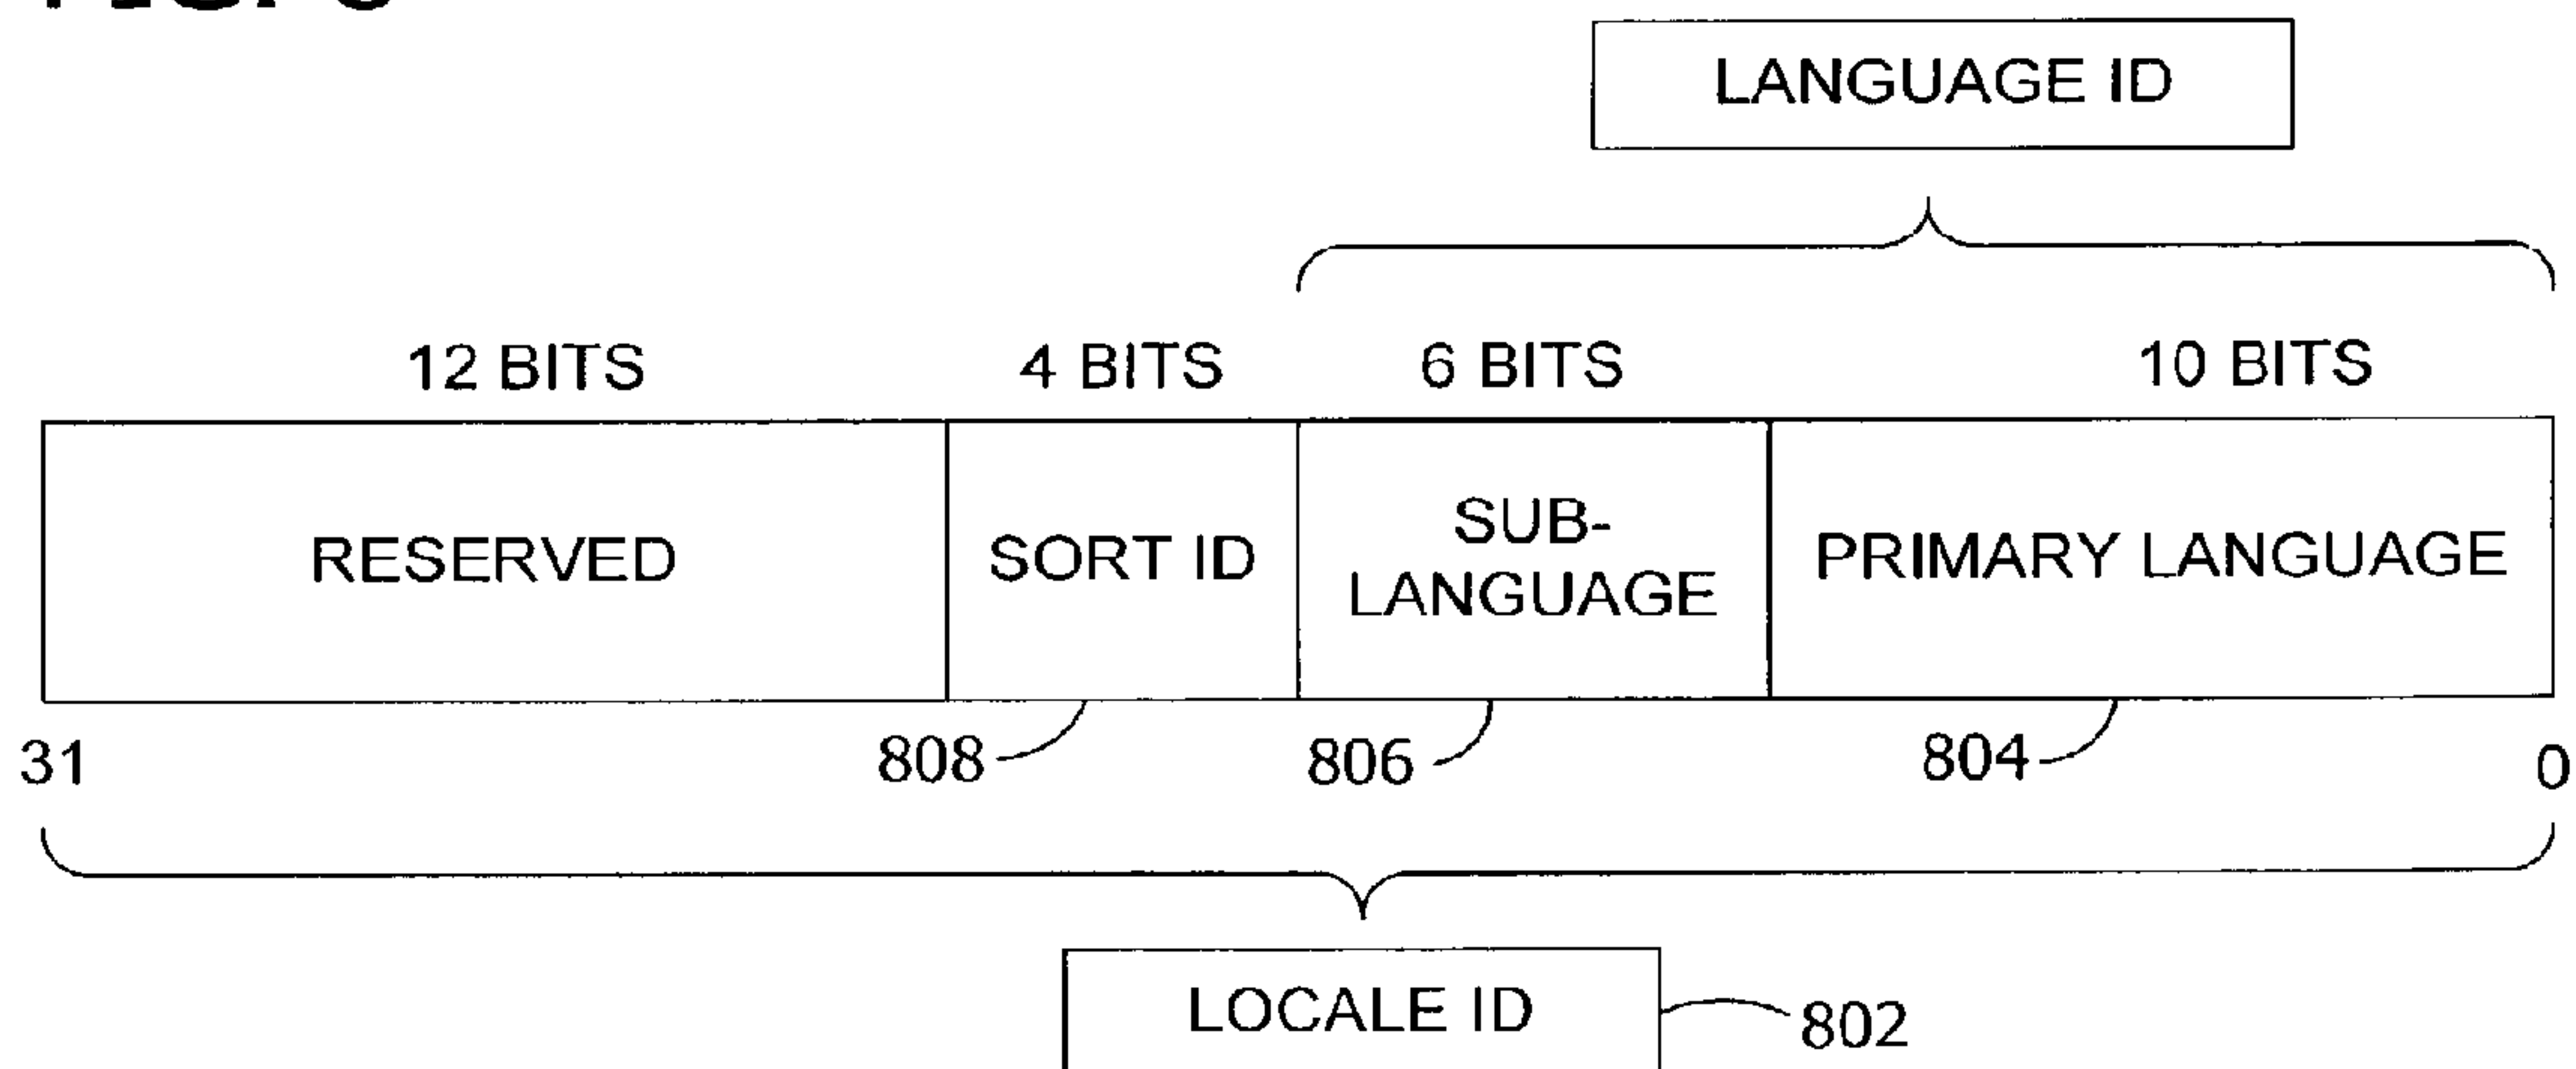 LANGUAGE ID
12 BITS 4 BITS 6 BITS 10 BITS
RESERVED
SORT ID
SUB-
LANGUAGE
PRIMARY LANGUAGE
31 808 806 804 0
LOCALE ID
802